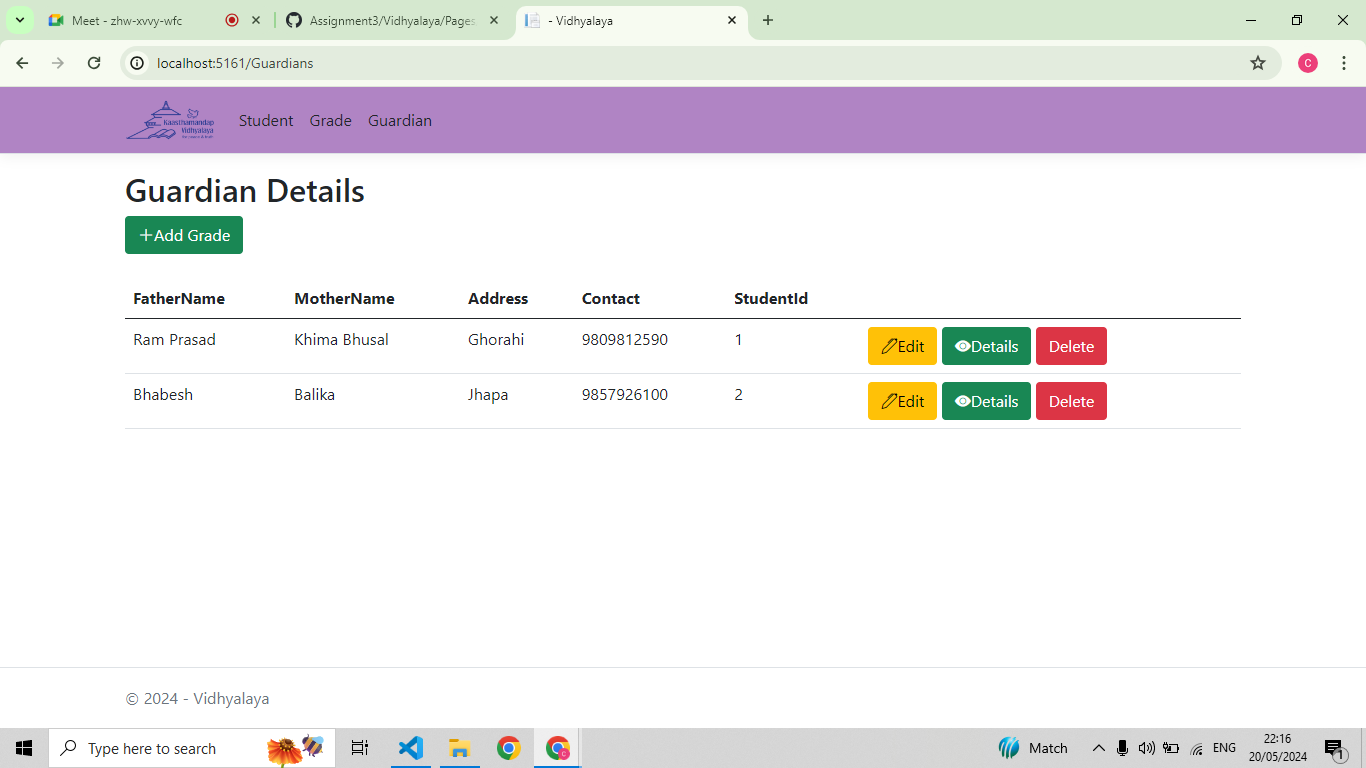 Meet - zhw-xvvy-wfc
Assignment3/Vidhyalaya/Pages
- Vidhyalaya
localhost:5161/Guardians
C
Kaasthamandap
Vidhyalaya
Student Grade Guardian
Guardian Details
+Add Grade
FatherName MotherName Address Contact StudentId
Ram Prasad Khima Bhusal Ghorahi 9809812590 1 Edit Details Delete
Bhabesh Balika Jhapa 9857926100 2 Edit Details Delete
© 2024 - Vidhyalaya
Type here to search
Match
ENG
22:16
20/05/2024
1